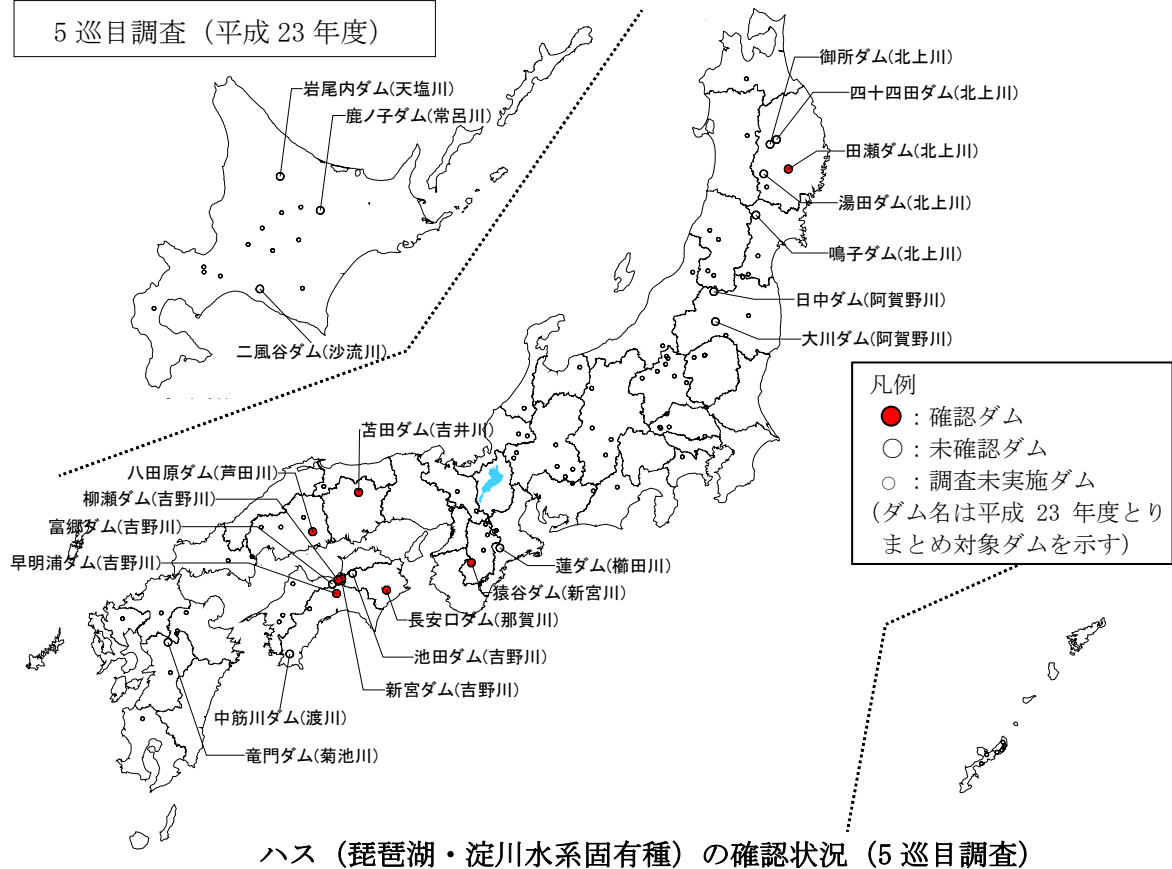 5 巡目調査（平成 23 年度）
岩尾内ダム(天塩川)
鹿ノ子ダム(常呂川)
二風谷ダム(沙流川)
御所ダム(北上川)
四十四田ダム(北上川)
田瀬ダム(北上川)
湯田ダム(北上川)
鳴子ダム(北上川)
日中ダム(阿賀野川)
大川ダム(阿賀野川)
凡例
：確認ダム
：未確認ダム
：調査未実施ダム
(ダム名は平成 23 年度とり
まとめ対象ダムを示す)
苫田ダム(吉井川)
八田原ダム(芦田川)
柳瀬ダム(吉野川)
富郷ダム(吉野川)
早明浦ダム(吉野川)
蓮ダム(櫛田川)
猿谷ダム(新宮川)
長安口ダム(那賀川)
池田ダム(吉野川)
新宮ダム(吉野川)
中筋川ダム(渡川)
竜門ダム(菊池川)
ハス（琵琶湖・淀川水系固有種）の確認状況（5 巡目調査）